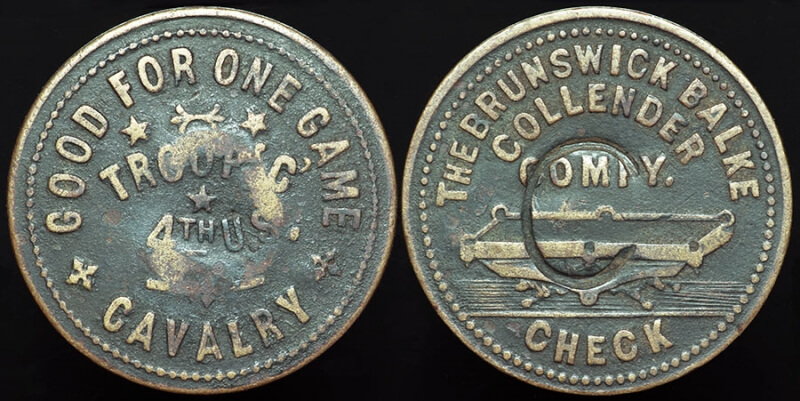 GOOD FOR ONE GAME
TROOP "C"
4TH U.S.
CAVALRY
THE BRUNSWICK BALKE
COLLENDER
COMPY.
C
CHECK